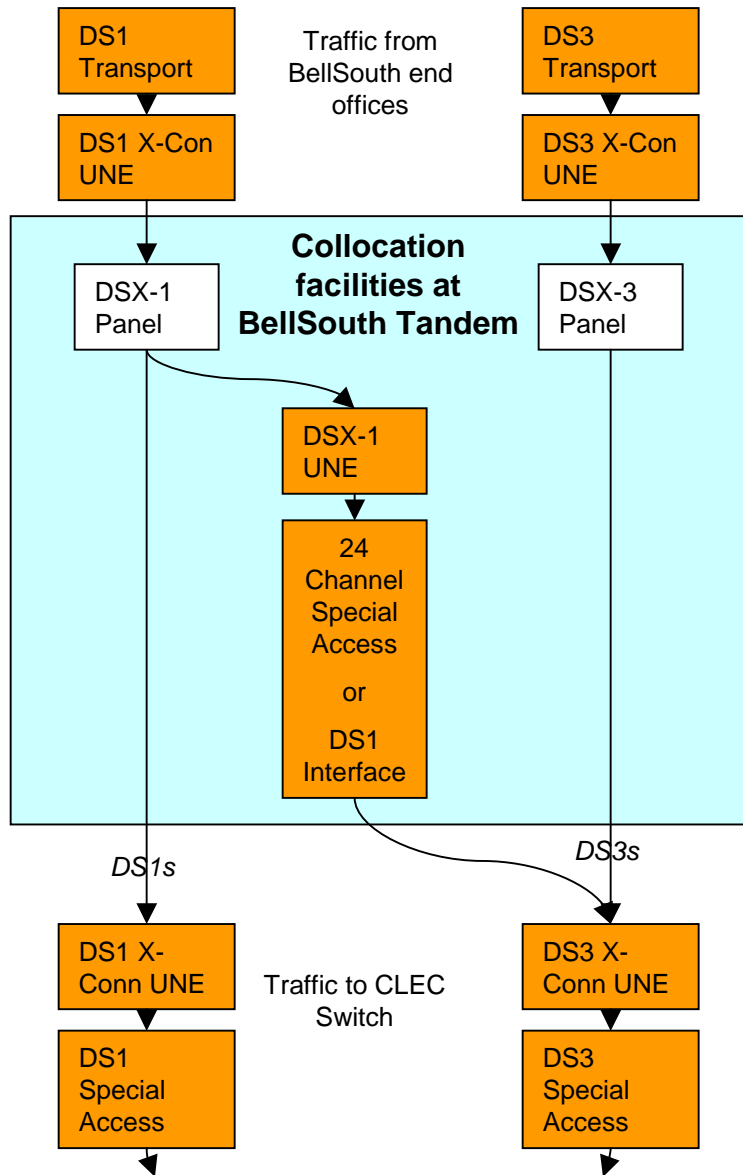 DS1
Transport
Traffic from
BellSouth end
offices
DS3
Transport
DS1 X-Con
UNE
DS3 X-Con
UNE
Collocation
facilities at
BellSouth Tandem
DSX-1
Panel
DSX-3
Panel
DSX-1
UNE
24
Channel
Special
Access
or
DS1
Interface
DS1s
DS3s
DS1 X-
Conn UNE
Traffic to CLEC
Switch
DS3 X-
Conn UNE
DS1
Special
Access
DS3
Special
Access